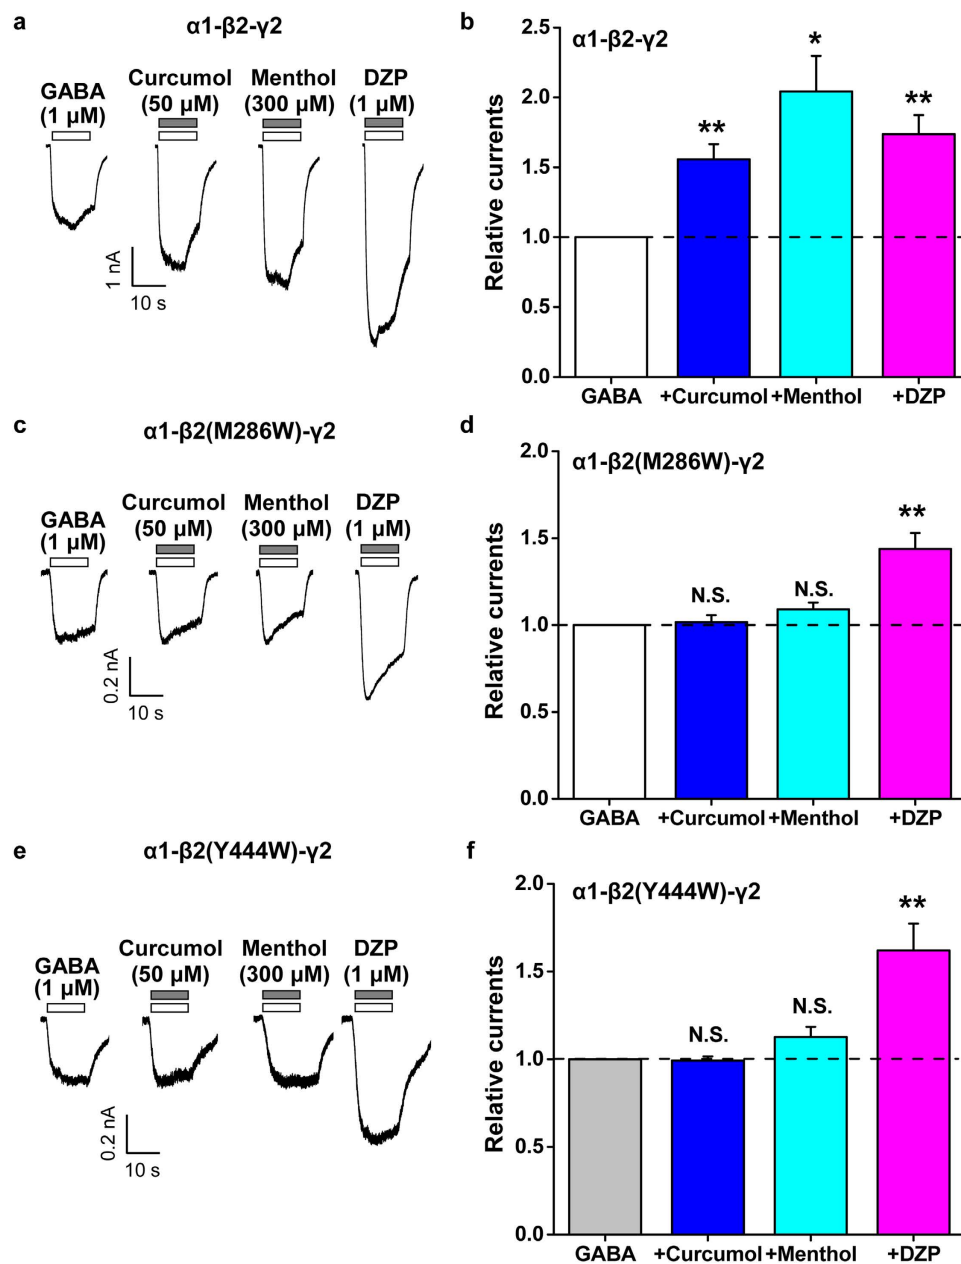 a
α1-β2-γ2
GABA
(1 μM)
Curcumol
(50 μM)
Menthol
(300 μM)
DZP
(1 μM)
1 nA
10 s
b
α1-β2-γ2
Relative currents
2.5
2.0
1.5
1.0
0.5
0.0
**
*
**
GABA
+Curcumol
+Menthol
+DZP
c
α1-β2(M286W)-γ2
GABA
(1 μM)
Curcumol
(50 μM)
Menthol
(300 μM)
DZP
(1 μM)
0.2 nA
10 s
d
α1-β2(M286W)-γ2
Relative currents
2.0
1.5
1.0
0.5
0.0
N.S.
N.S.
**
GABA
+Curcumol
+Menthol
+DZP
e
α1-β2(Y444W)-γ2
GABA
(1 μM)
Curcumol
(50 μM)
Menthol
(300 μM)
DZP
(1 μM)
0.2 nA
10 s
f
α1-β2(Y444W)-γ2
Relative currents
2.0
1.5
1.0
0.5
0.0
N.S.
N.S.
**
GABA
+Curcumol
+Menthol
+DZP